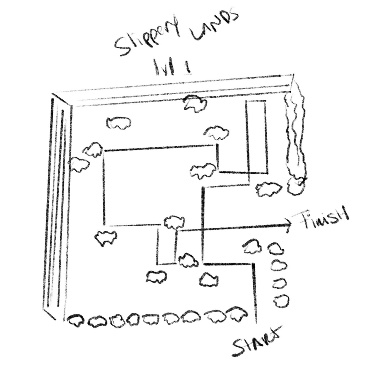 Slippery LANDS
lvl 1
Finish
START